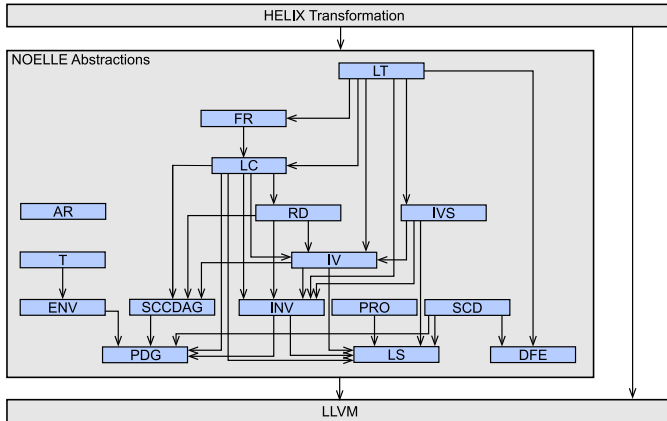 HELIX Transformation
NOELLE Abstractions
LT
FR
LC
AR
RD
IVS
T
IV
ENV
SCCDAG
INV
PRO
SCD
PDG
LS
DFE
LLVM